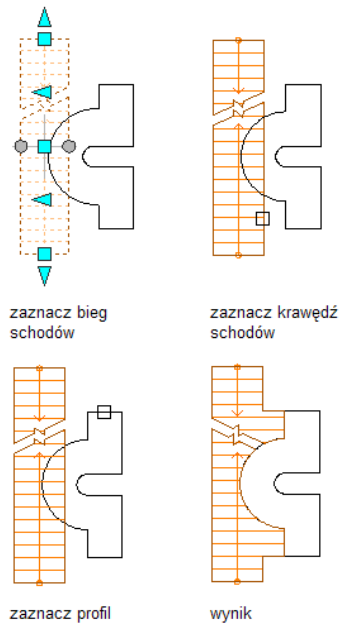 zaznacz bieg
schodów
zaznacz krawędź
schodów
zaznacz profil
wynik